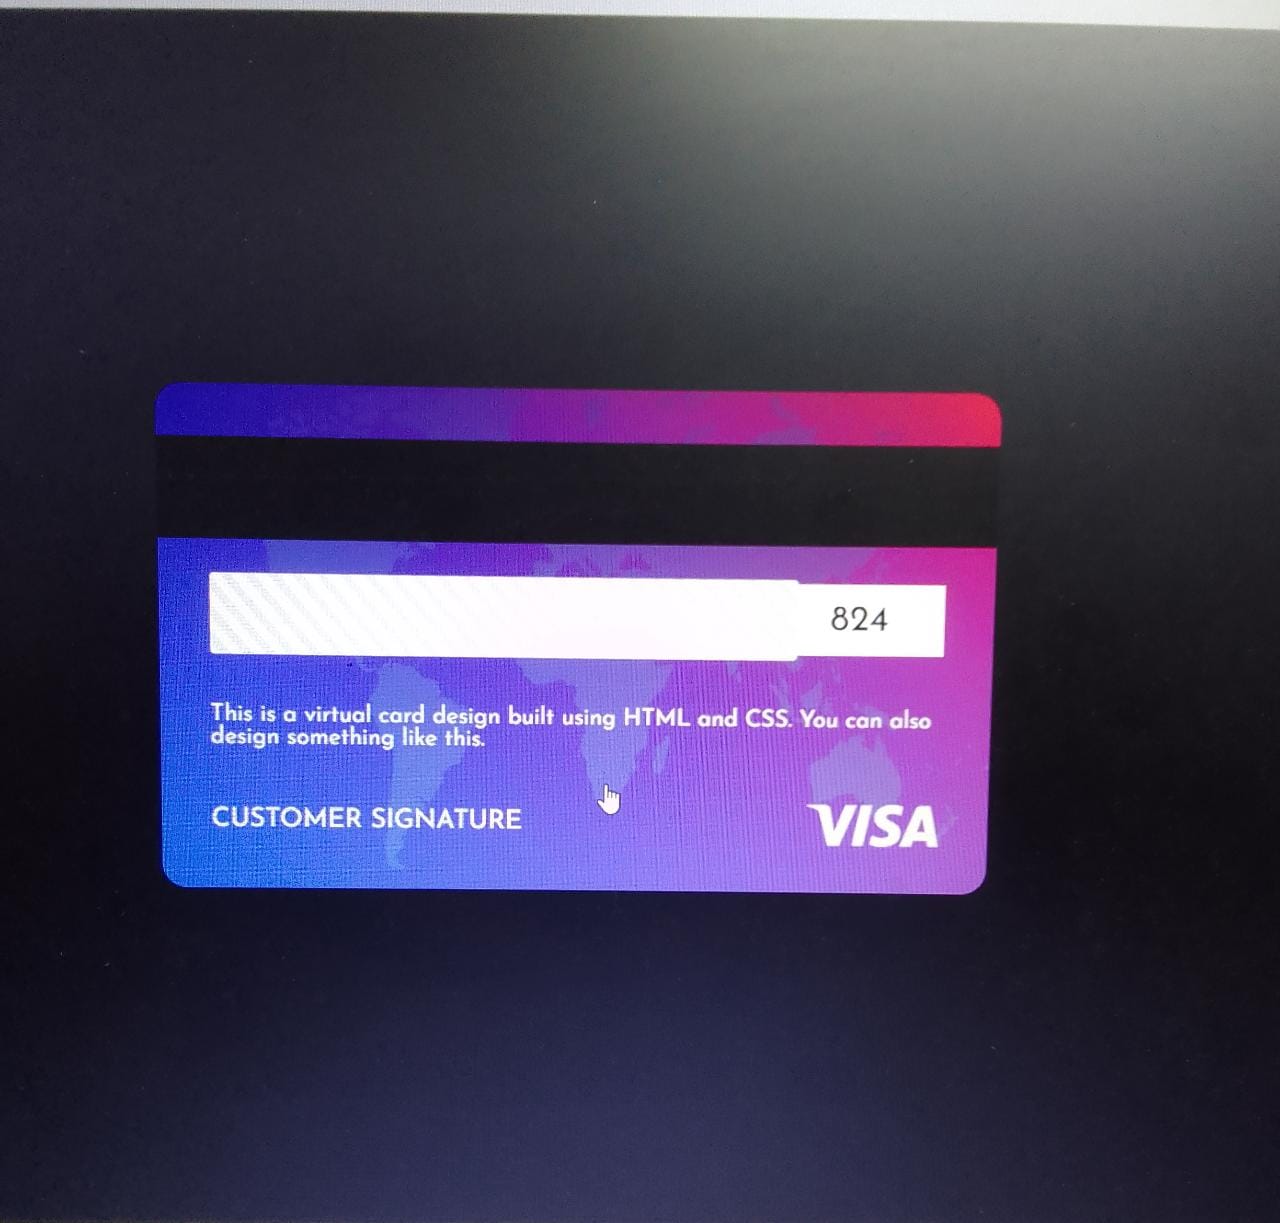 824
This is a virtual card design built using HTML and CSS. You can also
design something like this.
CUSTOMER SIGNATURE
VISA